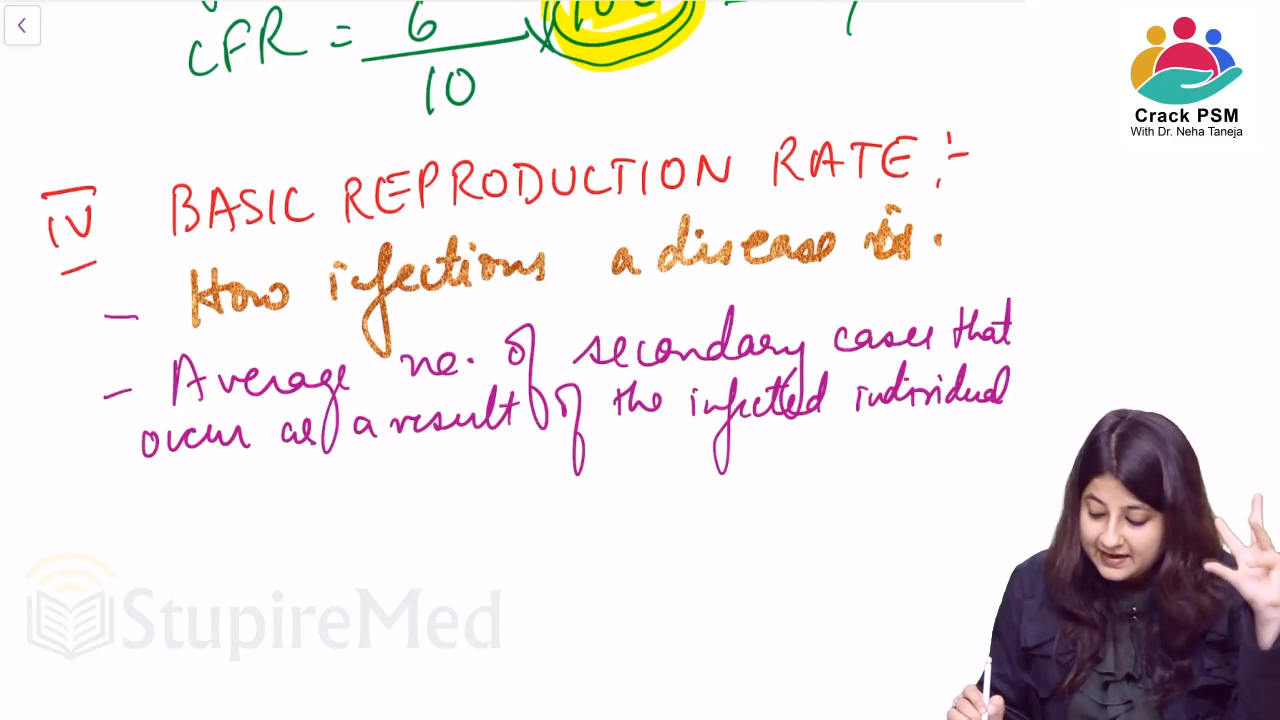 CFR = 6
10
Crack PSM
With Dr. Neha Taneja
IV BASIC REPRODUCTION RATE :-
- How infections a disease is.
- Average no. of secondary cases that
occur as a result of the infected individual
StupireMed